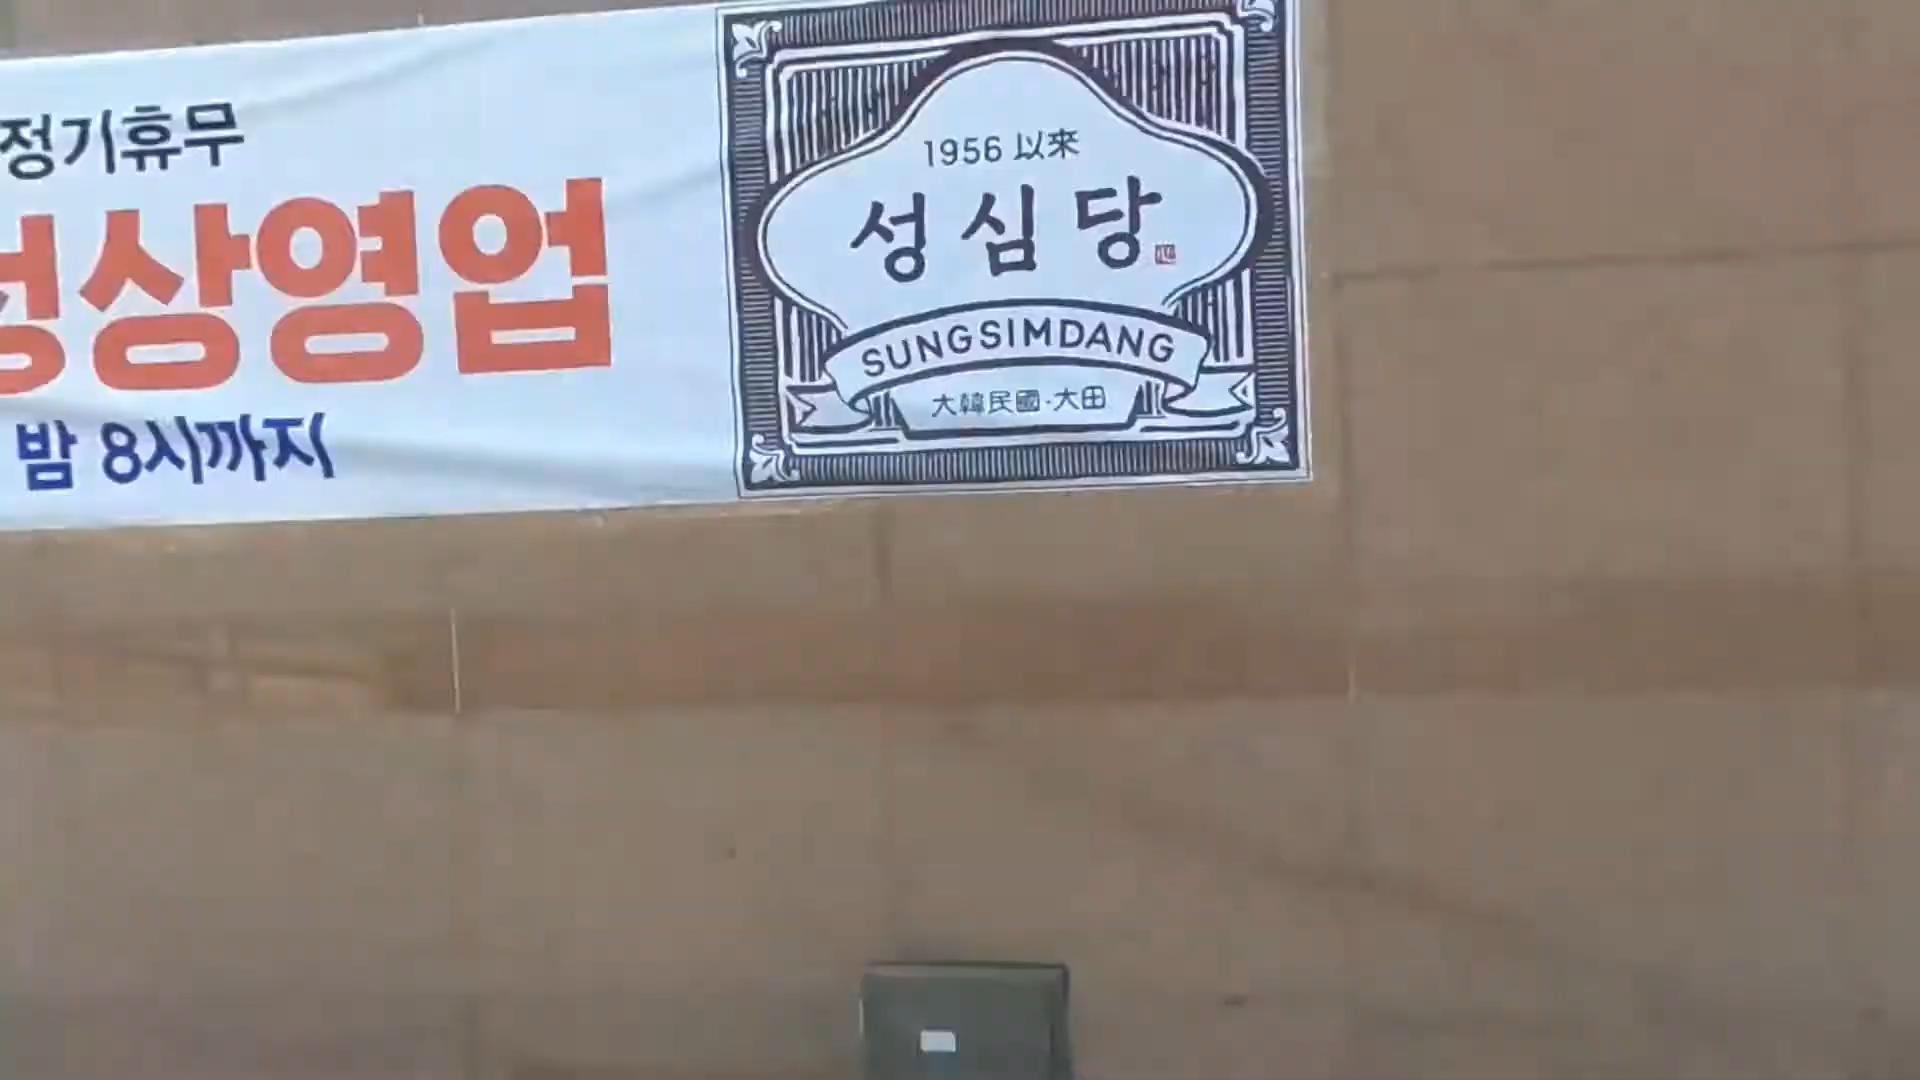 정기휴무
정상영업
밤 8시까지
1956 以來
성심당
SUNGSIMDANG
大韓民國·大田